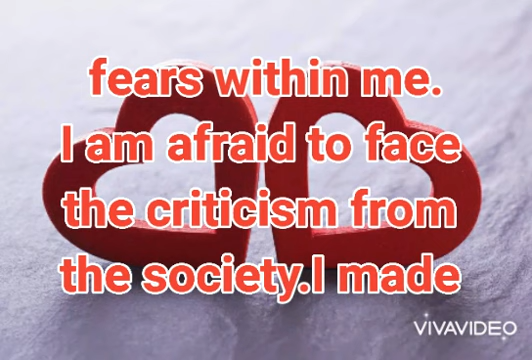 fears within me.
I am afraid to face
the criticism from
the society.I made
VIVAVIDEO